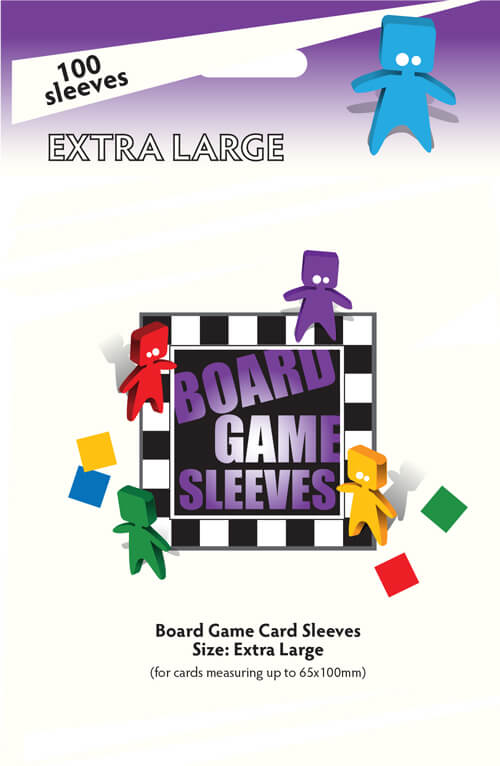 100
sleeves
EXTRA LARGE
BOARD
GAME
SLEEVES
Board Game Card Sleeves
Size: Extra Large
(for cards measuring up to 65x100mm)